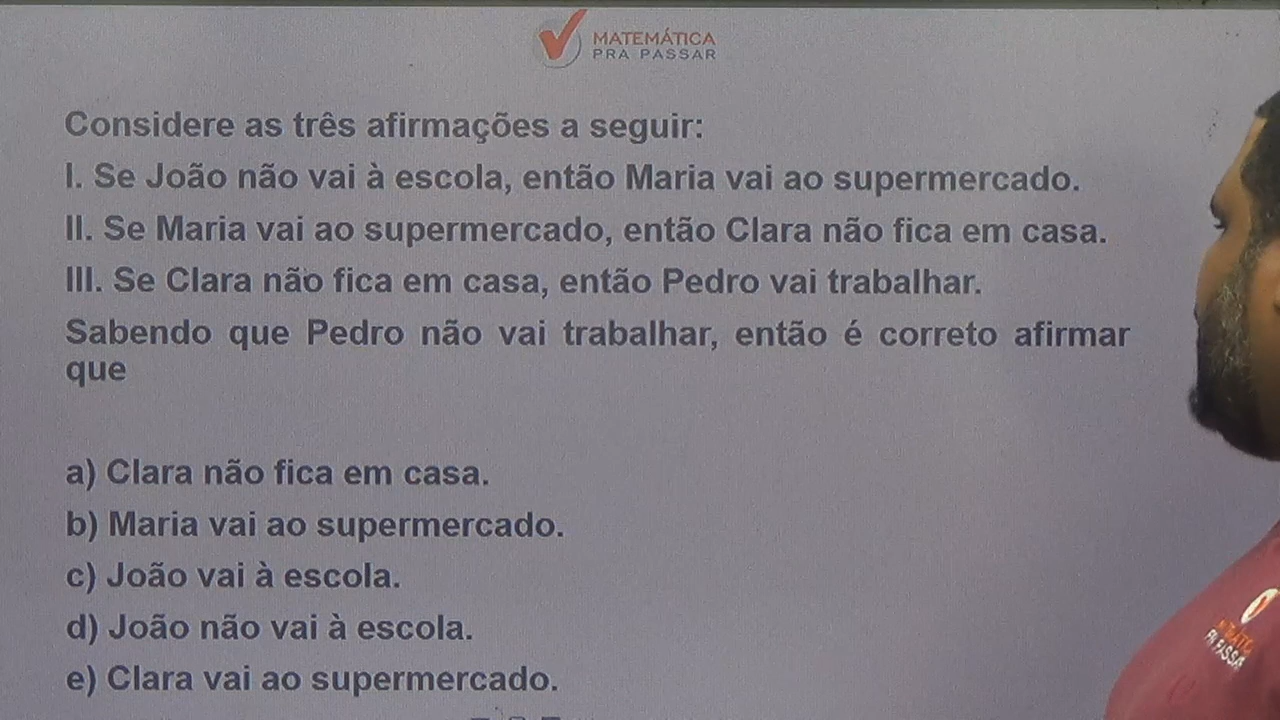 MATEMÁTICA
PRA PASSAR
Considere as três afirmações a seguir:
I. Se João não vai à escola, então Maria vai ao supermercado.
II. Se Maria vai ao supermercado, então Clara não fica em casa.
III. Se Clara não fica em casa, então Pedro vai trabalhar.
Sabendo que Pedro não vai trabalhar, então é correto afirmar
que
a) Clara não fica em casa.
b) Maria vai ao supermercado.
c) João vai à escola.
d) João não vai à escola.
e) Clara vai ao supermercado.